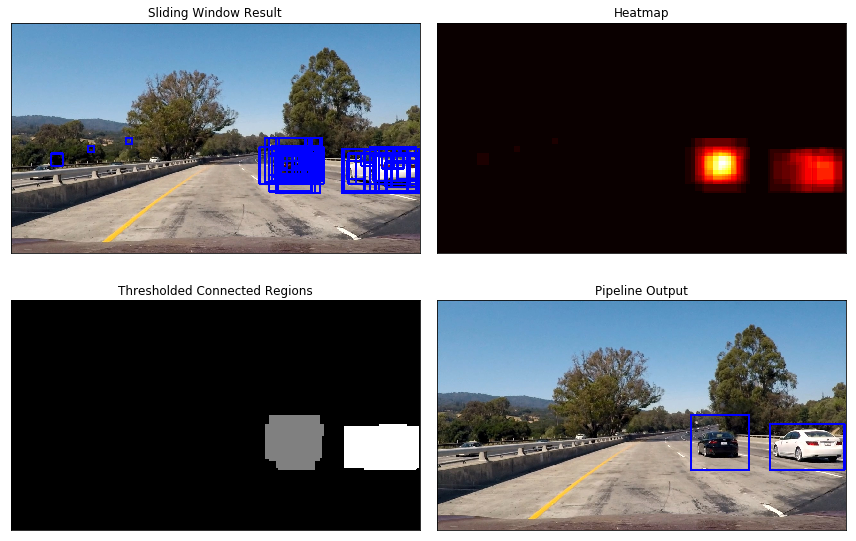 Sliding Window Result
Heatmap
Thresholded Connected Regions
Pipeline Output